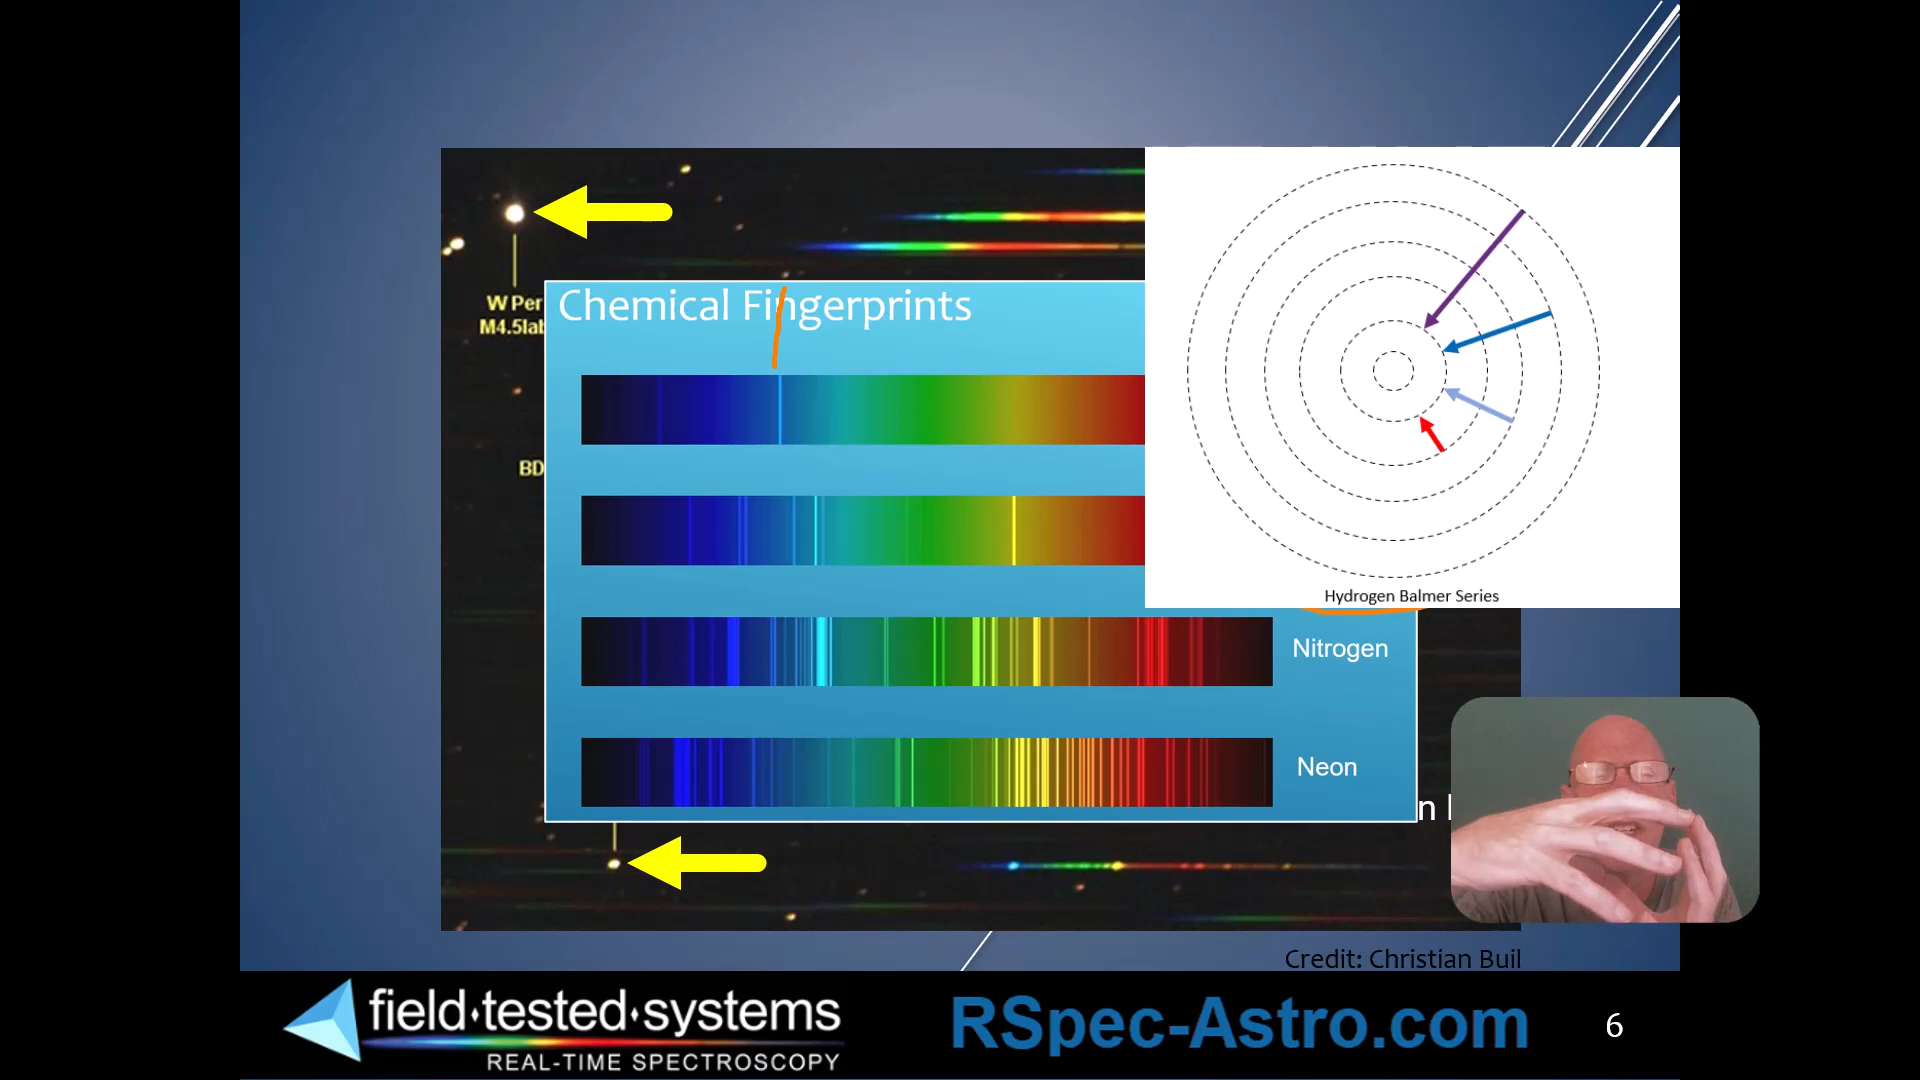 W Per
M4.5Iab
Chemical Fingerprints
BD
Hydrogen Balmer Series
Nitrogen
Neon
n
Credit: Christian Buil
field·tested·systems
REAL-TIME SPECTROSCOPY
RSpec-Astro.com
6